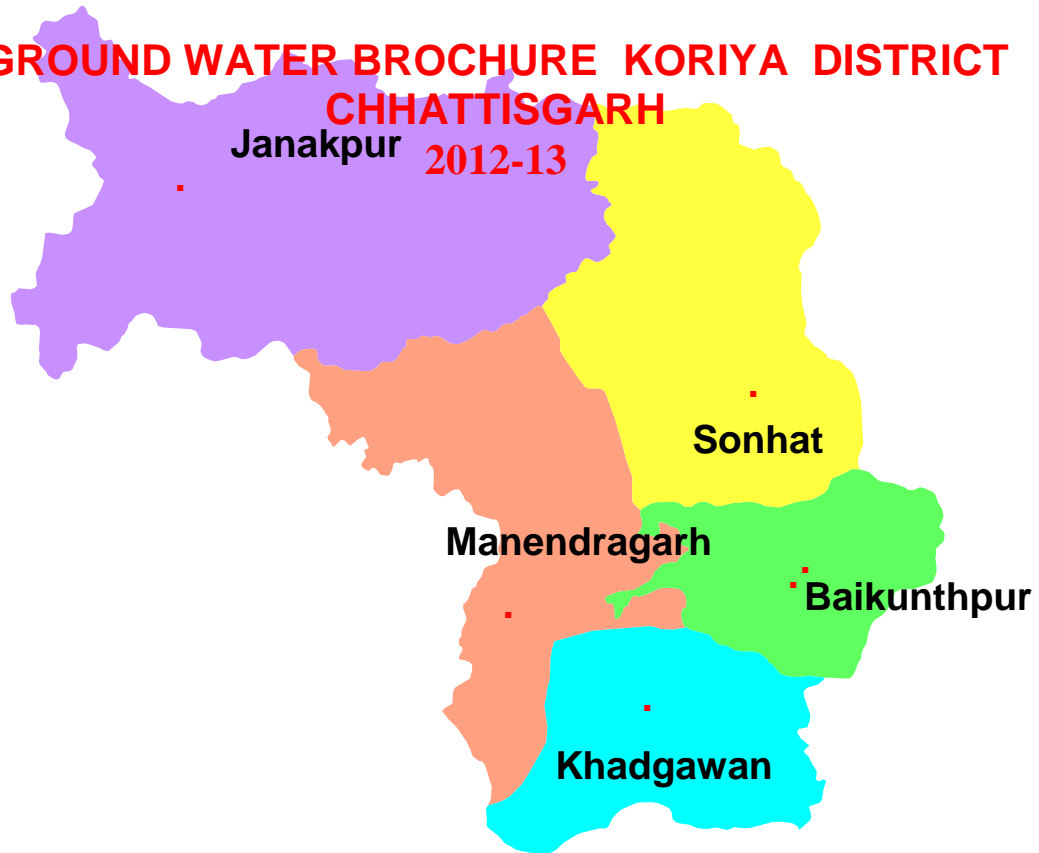 GROUND WATER BROCHURE KORIYA DISTRICT
CHHATTISGARH
2012-13
Janakpur
Sonhat
Manendragarh
Baikunthpur
Khadgawan